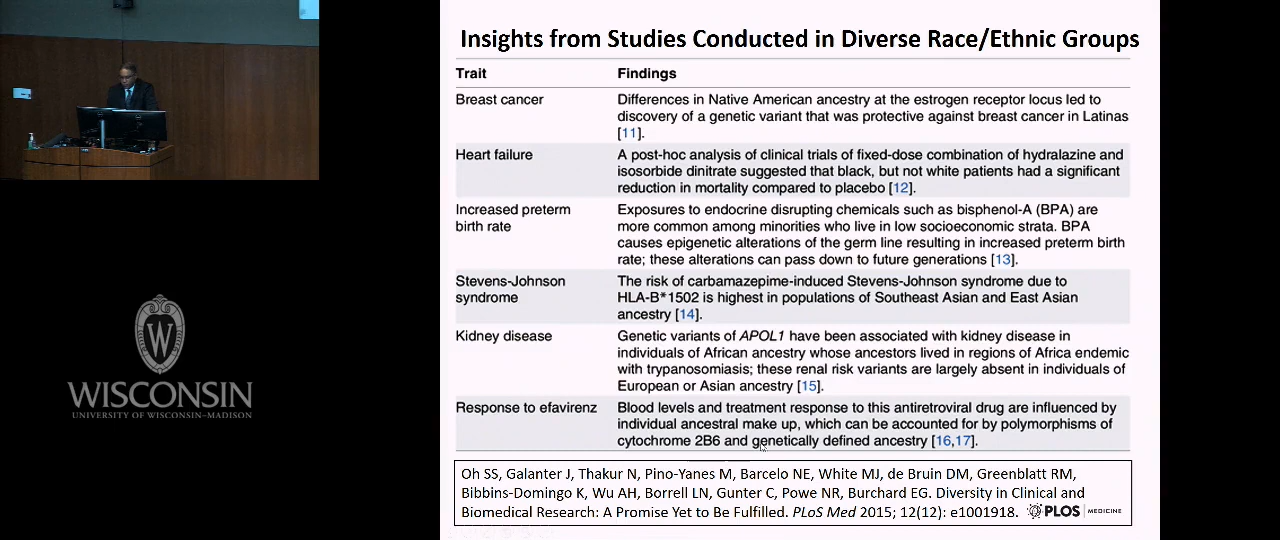 Insights from Studies Conducted in Diverse Race/Ethnic Groups
Trait Findings
Breast cancer Differences in Native American ancestry at the estrogen receptor locus led to
discovery of a genetic variant that was protective against breast cancer in Latinas
[11].
Heart failure A post-hoc analysis of clinical trials of fixed-dose combination of hydralazine and
isosorbide dinitrate suggested that black, but not white patients had a significant
reduction in mortality compared to placebo [12].
Increased preterm Exposures to endocrine disrupting chemicals such as bisphenol-A (BPA) are
birth rate more common among minorities who live in low socioeconomic strata. BPA
causes epigenetic alterations of the germ line resulting in increased preterm birth
rate; these alterations can pass down to future generations [13].
Stevens-Johnson The risk of carbamazepime-induced Stevens-Johnson syndrome due to
syndrome HLA-B*1502 is highest in populations of Southeast Asian and East Asian
ancestry [14].
Kidney disease Genetic variants of APOL1 have been associated with kidney disease in
individuals of African ancestry whose ancestors lived in regions of Africa endemic
with trypanosomiasis; these renal risk variants are largely absent in individuals of
European or Asian ancestry [15].
Response to efavirenz Blood levels and treatment response to this antiretroviral drug are influenced by
individual ancestral make up, which can be accounted for by polymorphisms of
cytochrome 2B6 and genetically defined ancestry [16,17].
Oh SS, Galanter J, Thakur N, Pino-Yanes M, Barcelo NE, White MJ, de Bruin DM, Greenblatt RM,
Bibbins-Domingo K, Wu AH, Borrell LN, Gunter C, Powe NR, Burchard EG. Diversity in Clinical and
Biomedical Research: A Promise Yet to Be Fulfilled. PLoS Med 2015; 12(12): e1001918. PLOS MEDICINE
W
WISCONSIN
UNIVERSITY OF WISCONSIN–MADISON